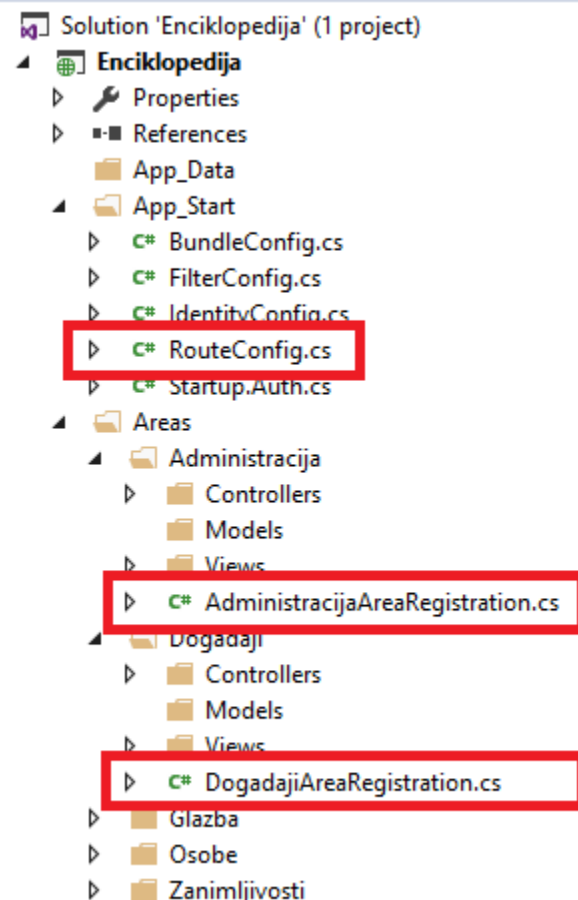 Solution 'Enciklopedija' (1 project)
Enciklopedija
Properties
References
App_Data
App_Start
C# BundleConfig.cs
C# FilterConfig.cs
C# IdentityConfig.cs
C# RouteConfig.cs
C# Startup.Auth.cs
Areas
Administracija
Controllers
Models
Views
C# AdministracijaAreaRegistration.cs
Dogadaji
Controllers
Models
Views
C# DogadajiAreaRegistration.cs
Glazba
Osobe
Zanimljivosti